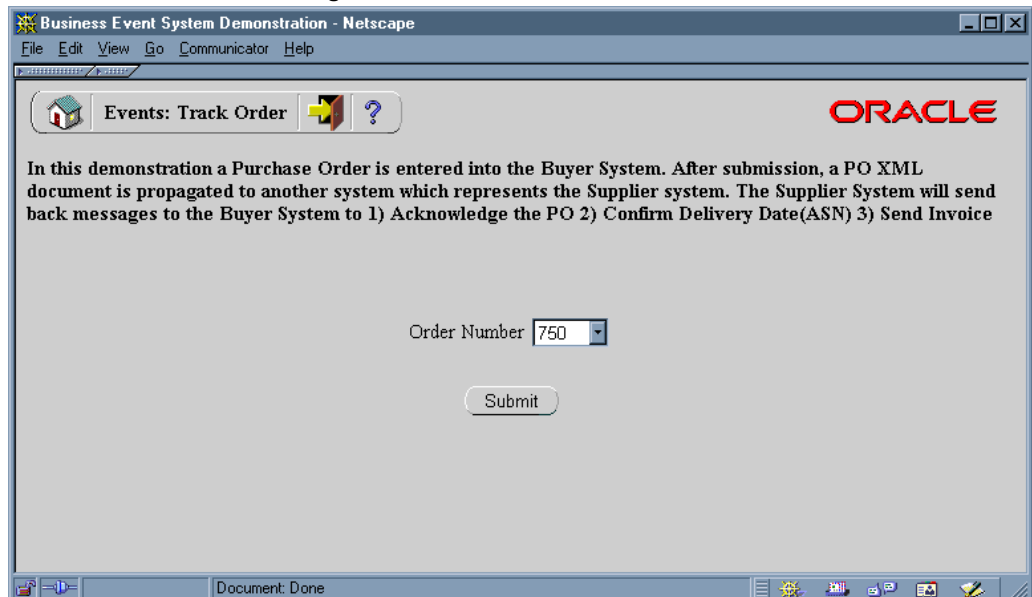 Business Event System Demonstration - Netscape
File Edit View Go Communicator Help
Events: Track Order ?
ORACLE
In this demonstration a Purchase Order is entered into the Buyer System. After submission, a PO XML
document is propagated to another system which represents the Supplier system. The Supplier System will send
back messages to the Buyer System to 1) Acknowledge the PO 2) Confirm Delivery Date(ASN) 3) Send Invoice
Order Number 750
Submit
Document: Done